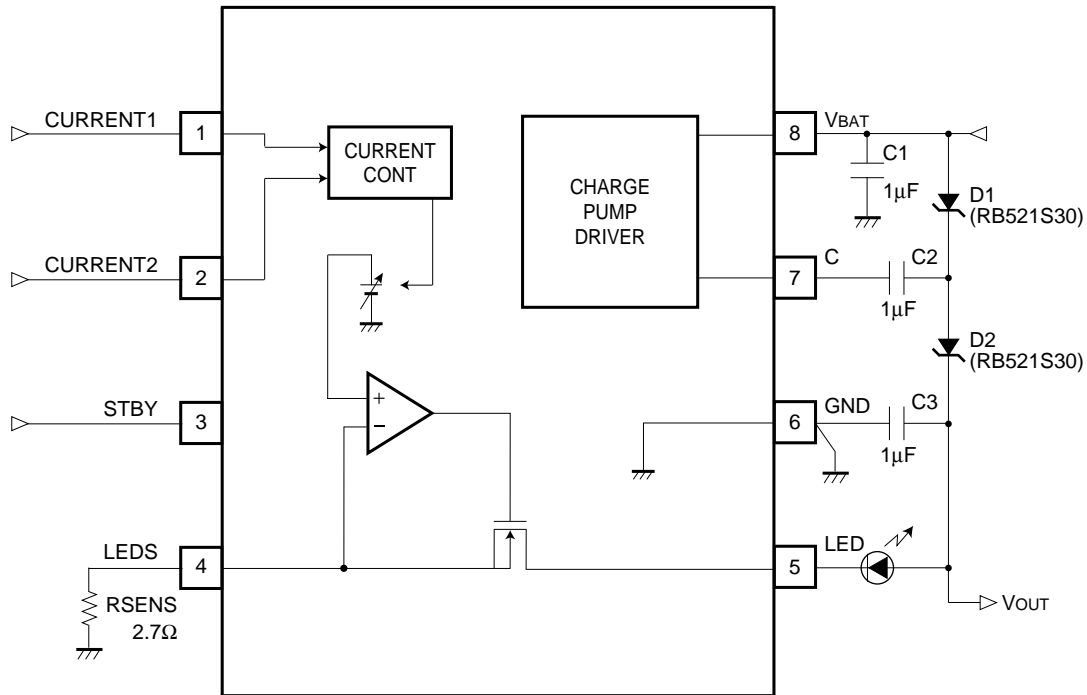 CURRENT1
1
CURRENT
CONT
CHARGE
PUMP
DRIVER
8
VBAT
C1
1μF
D1
(RB521S30)
CURRENT2
2
7
C
C2
1μF
D2
(RB521S30)
STBY
3
+
−
6
GND
C3
1μF
LEDS
4
RSENS
2.7Ω
5
LED
VOUT